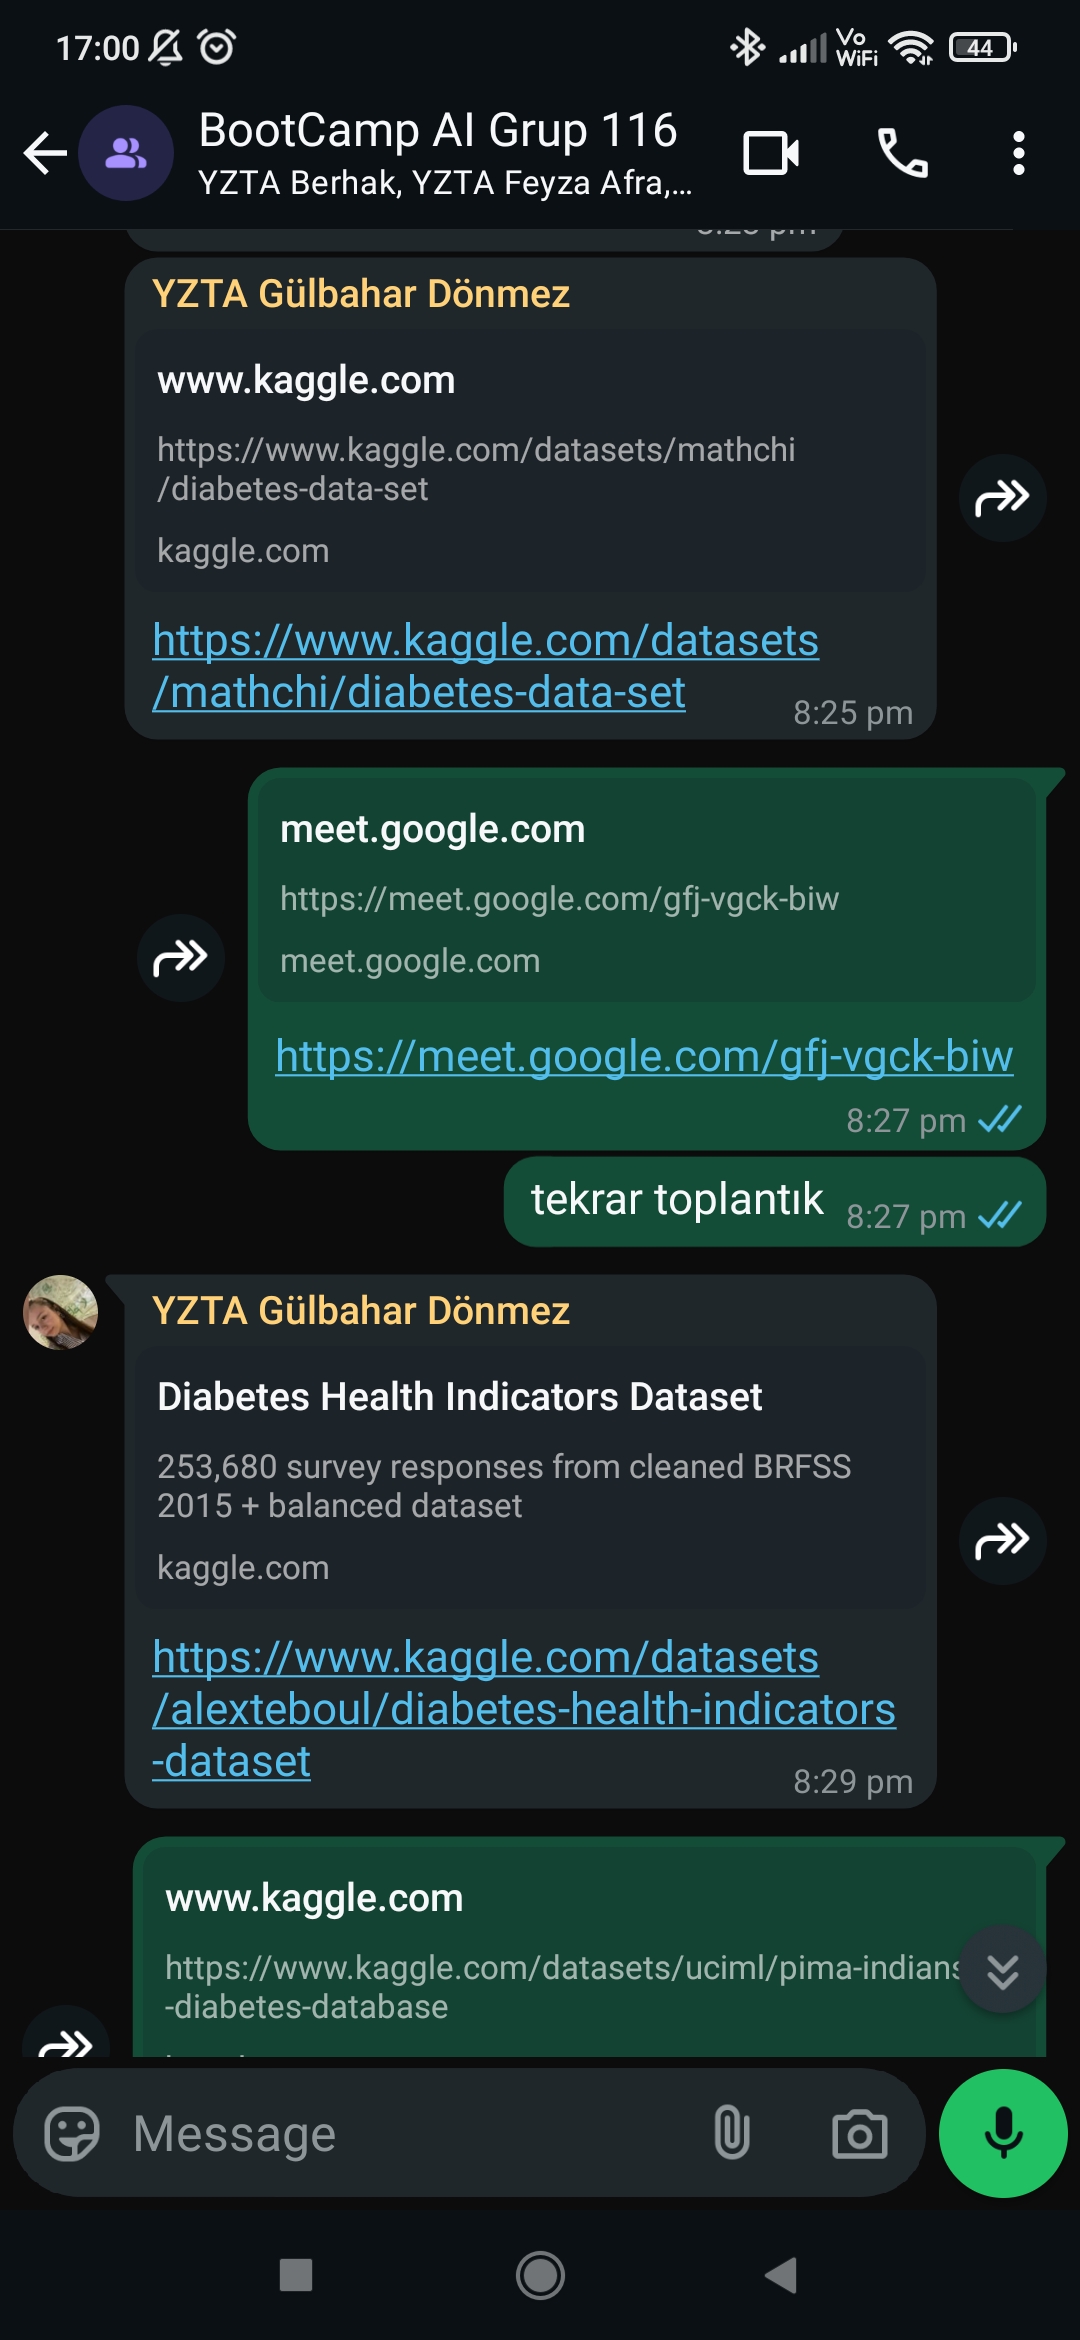 17:00
Vo
WiFi
44
BootCamp AI Grup 116
YZTA Berhak, YZTA Feyza Afra,...
YZTA Gülbahar Dönmez
www.kaggle.com
https://www.kaggle.com/datasets/mathchi
/diabetes-data-set
kaggle.com
https://www.kaggle.com/datasets
/mathchi/diabetes-data-set
8:25 pm
meet.google.com
https://meet.google.com/gfj-vgck-biw
meet.google.com
https://meet.google.com/gfj-vgck-biw
8:27 pm
tekrar toplantık
8:27 pm
YZTA Gülbahar Dönmez
Diabetes Health Indicators Dataset
253,680 survey responses from cleaned BRFSS
2015 + balanced dataset
kaggle.com
https://www.kaggle.com/datasets
/alexteboul/diabetes-health-indicators
-dataset
8:29 pm
www.kaggle.com
https://www.kaggle.com/datasets/uciml/pima-indians
-diabetes-database
Message